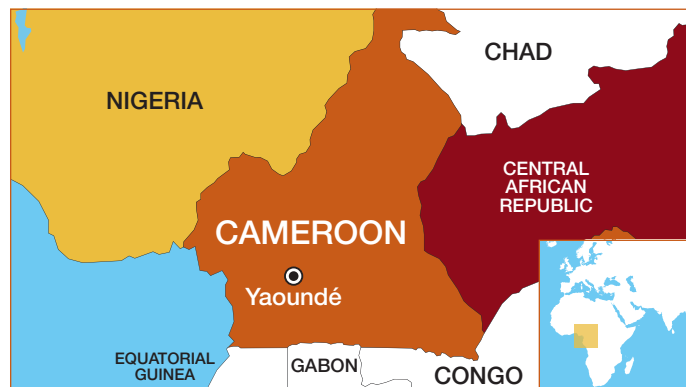 CHAD
NIGERIA
CENTRAL
AFRICAN
REPUBLIC
CAMEROON
Yaoundé
EQUATORIAL
GUINEA
GABON
CONGO